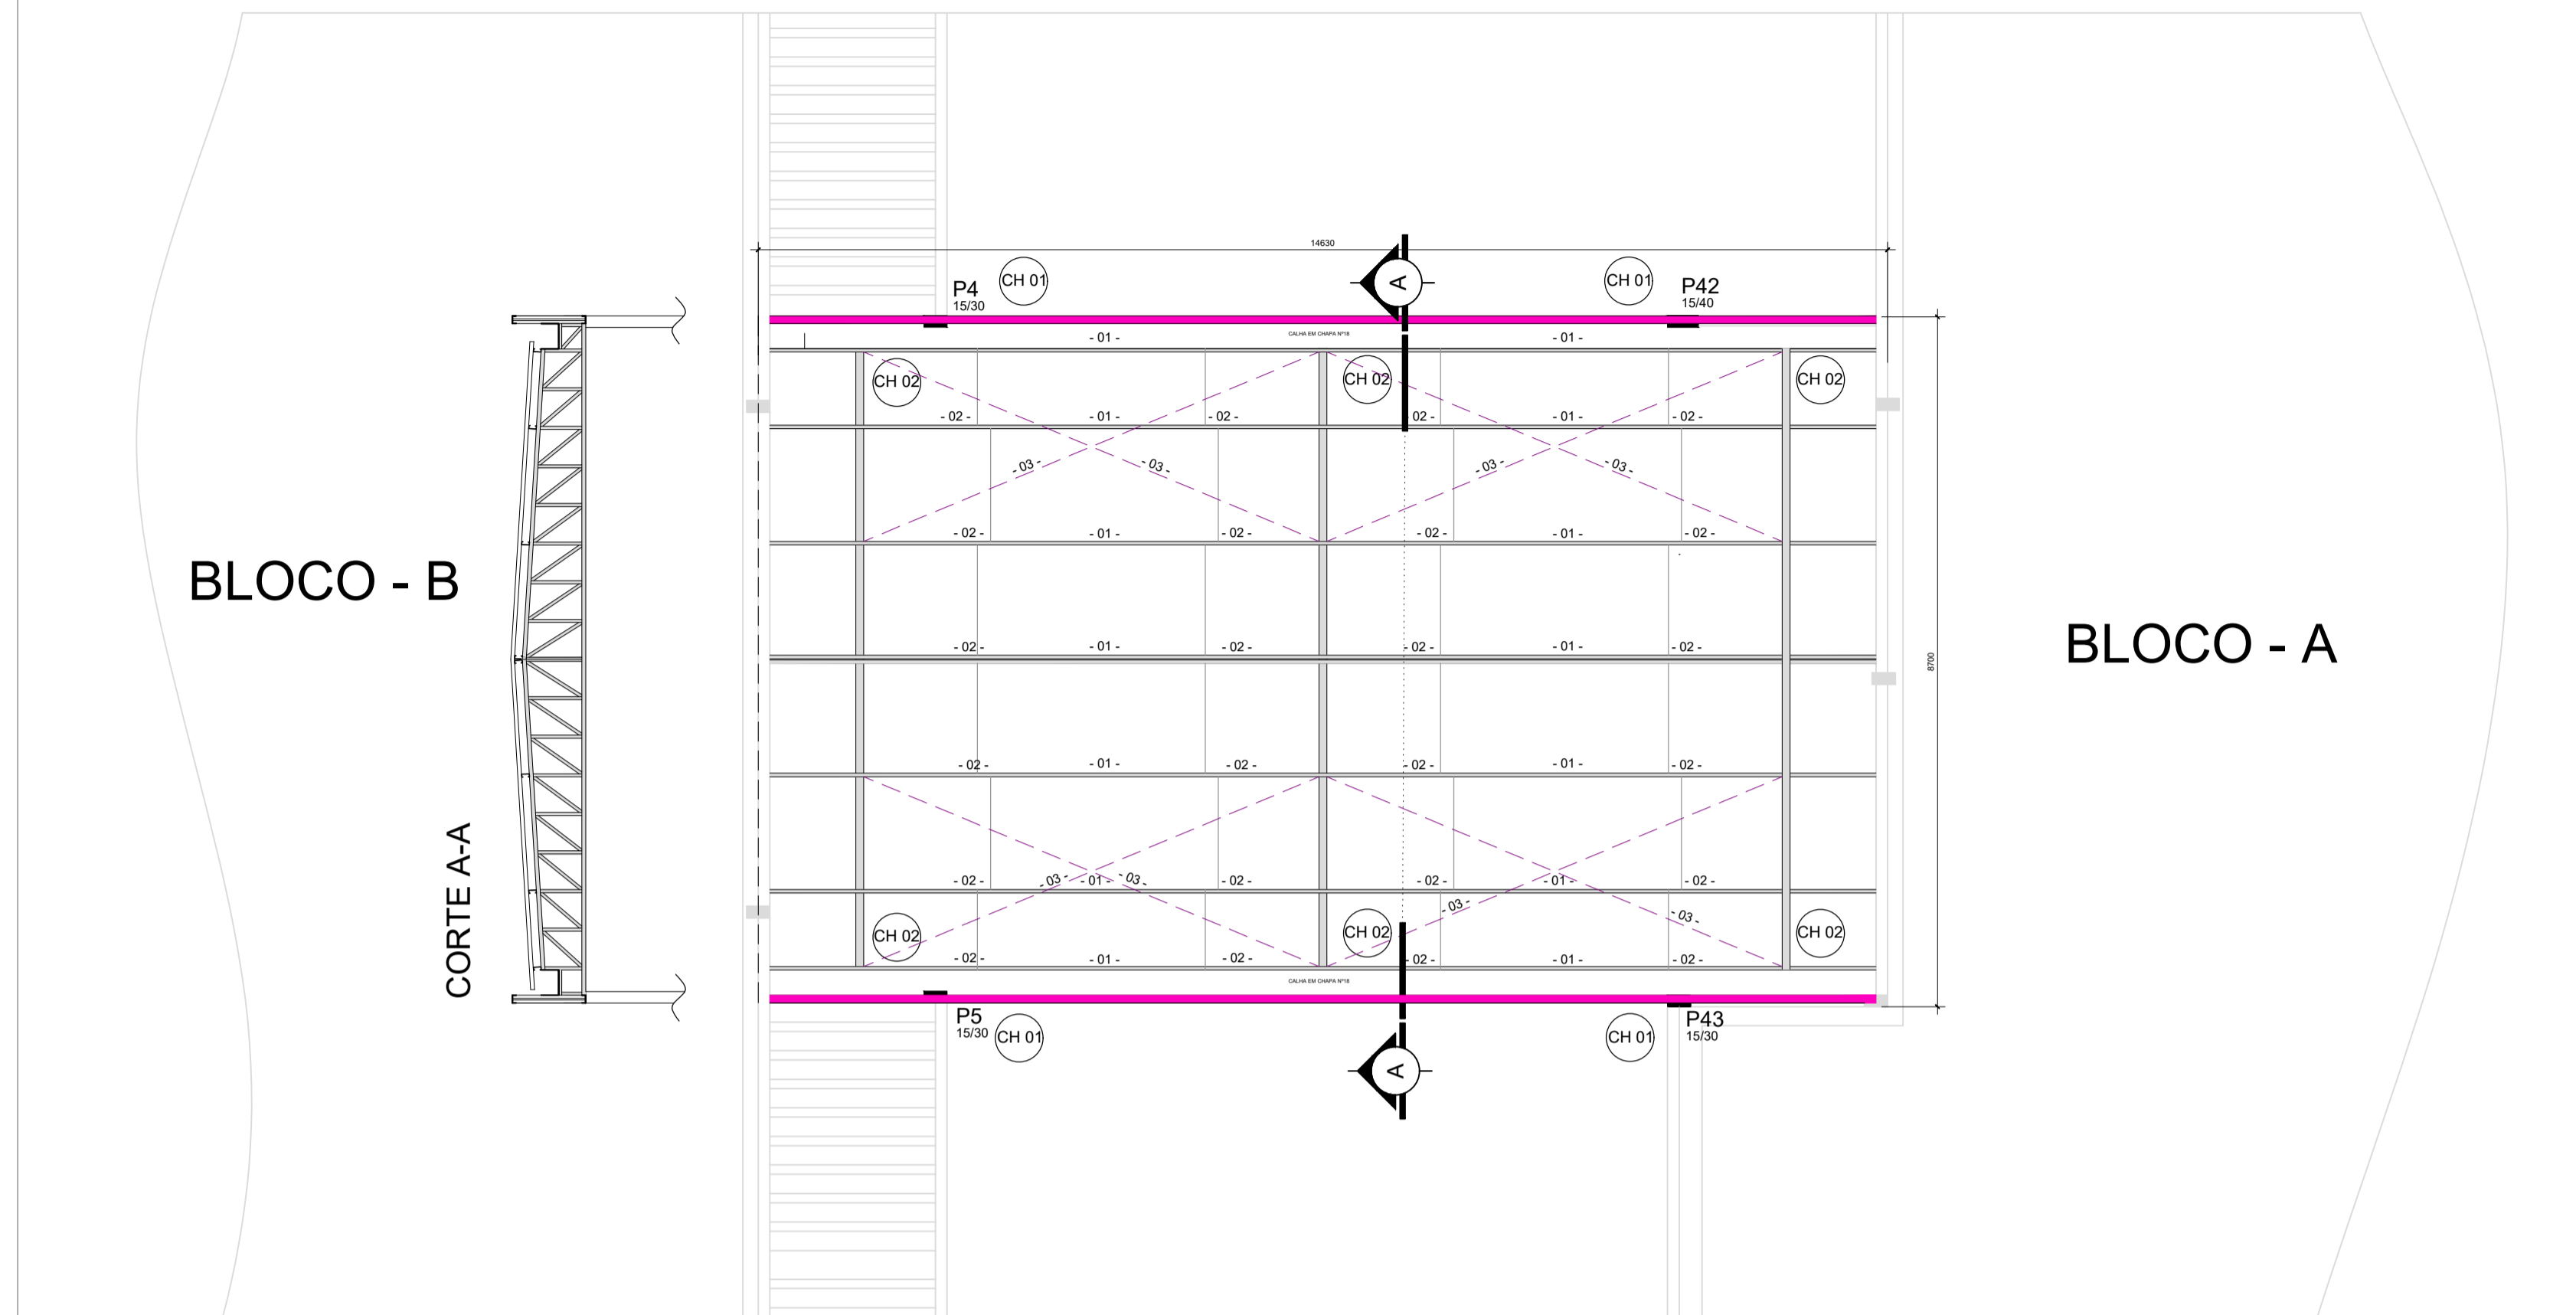 14630
CH 01
CH 01
A
P4
15/30
P42
15/40
CALHA EM CHAPA Nº18
- 01 -
- 01 -
CH 02
CH 02
CH 02
- 02 -
- 01 -
- 02 -
02 -
- 01 -
- 02 -
- 03 -
- 03 -
- 03 -
- 03 -
- 02 -
- 01 -
- 02 -
- 02 -
- 01 -
- 02 -
BLOCO - B
BLOCO - A
8700
- 02 -
- 01 -
- 02 -
- 02 -
- 01 -
- 02 -
- 02 -
- 01 -
- 02 -
- 02 -
- 01 -
- 02 -
CORTE A-A
- 02 -
- 03 -
- 01 -
- 03 -
- 02 -
- 02 -
- 01 -
- 02 -
- 03 -
- 03 -
CH 02
CH 02
CH 02
- 02 -
- 01 -
- 02 -
- 02 -
- 01 -
- 02 -
CALHA EM CHAPA Nº18
P5
15/30
CH 01
CH 01
P43
15/30
A